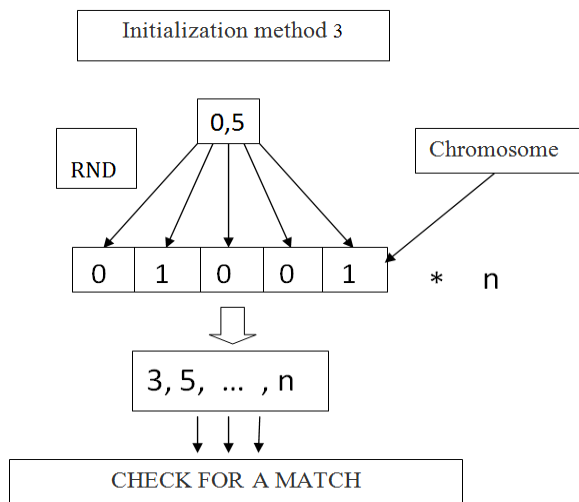 Initialization method 3
0,5
RND
Chromosome
0 1 0 0 1 * n
3, 5, ... , n
CHECK FOR A MATCH